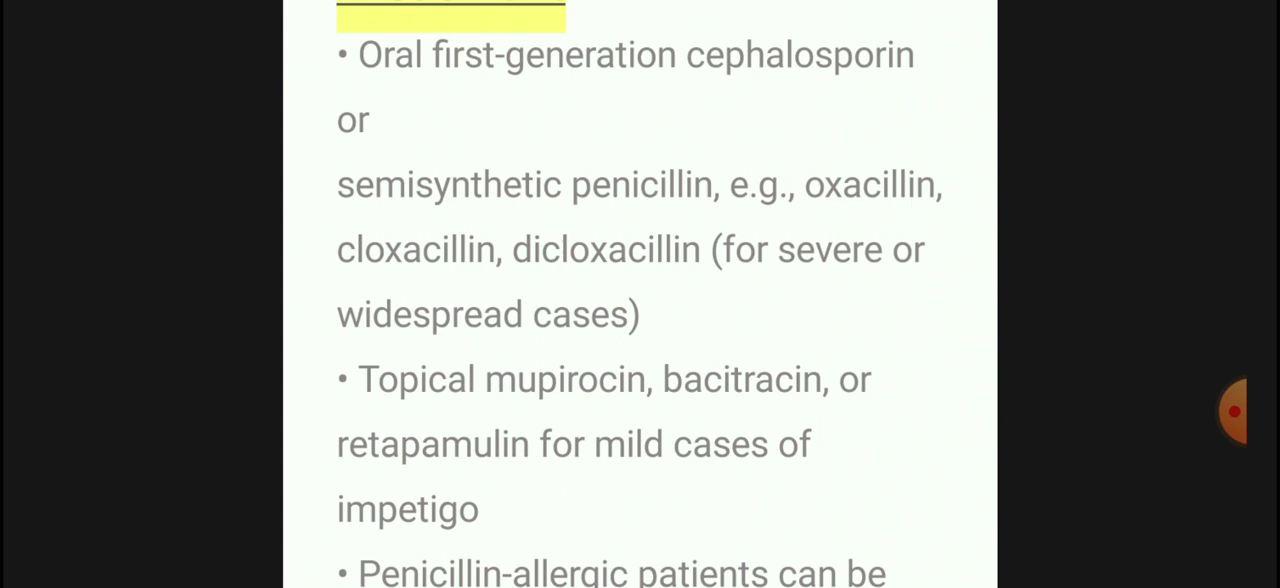 • Oral first-generation cephalosporin
or
semisynthetic penicillin, e.g., oxacillin,
cloxacillin, dicloxacillin (for severe or
widespread cases)
• Topical mupirocin, bacitracin, or
retapamulin for mild cases of
impetigo
• Penicillin-allergic patients can be